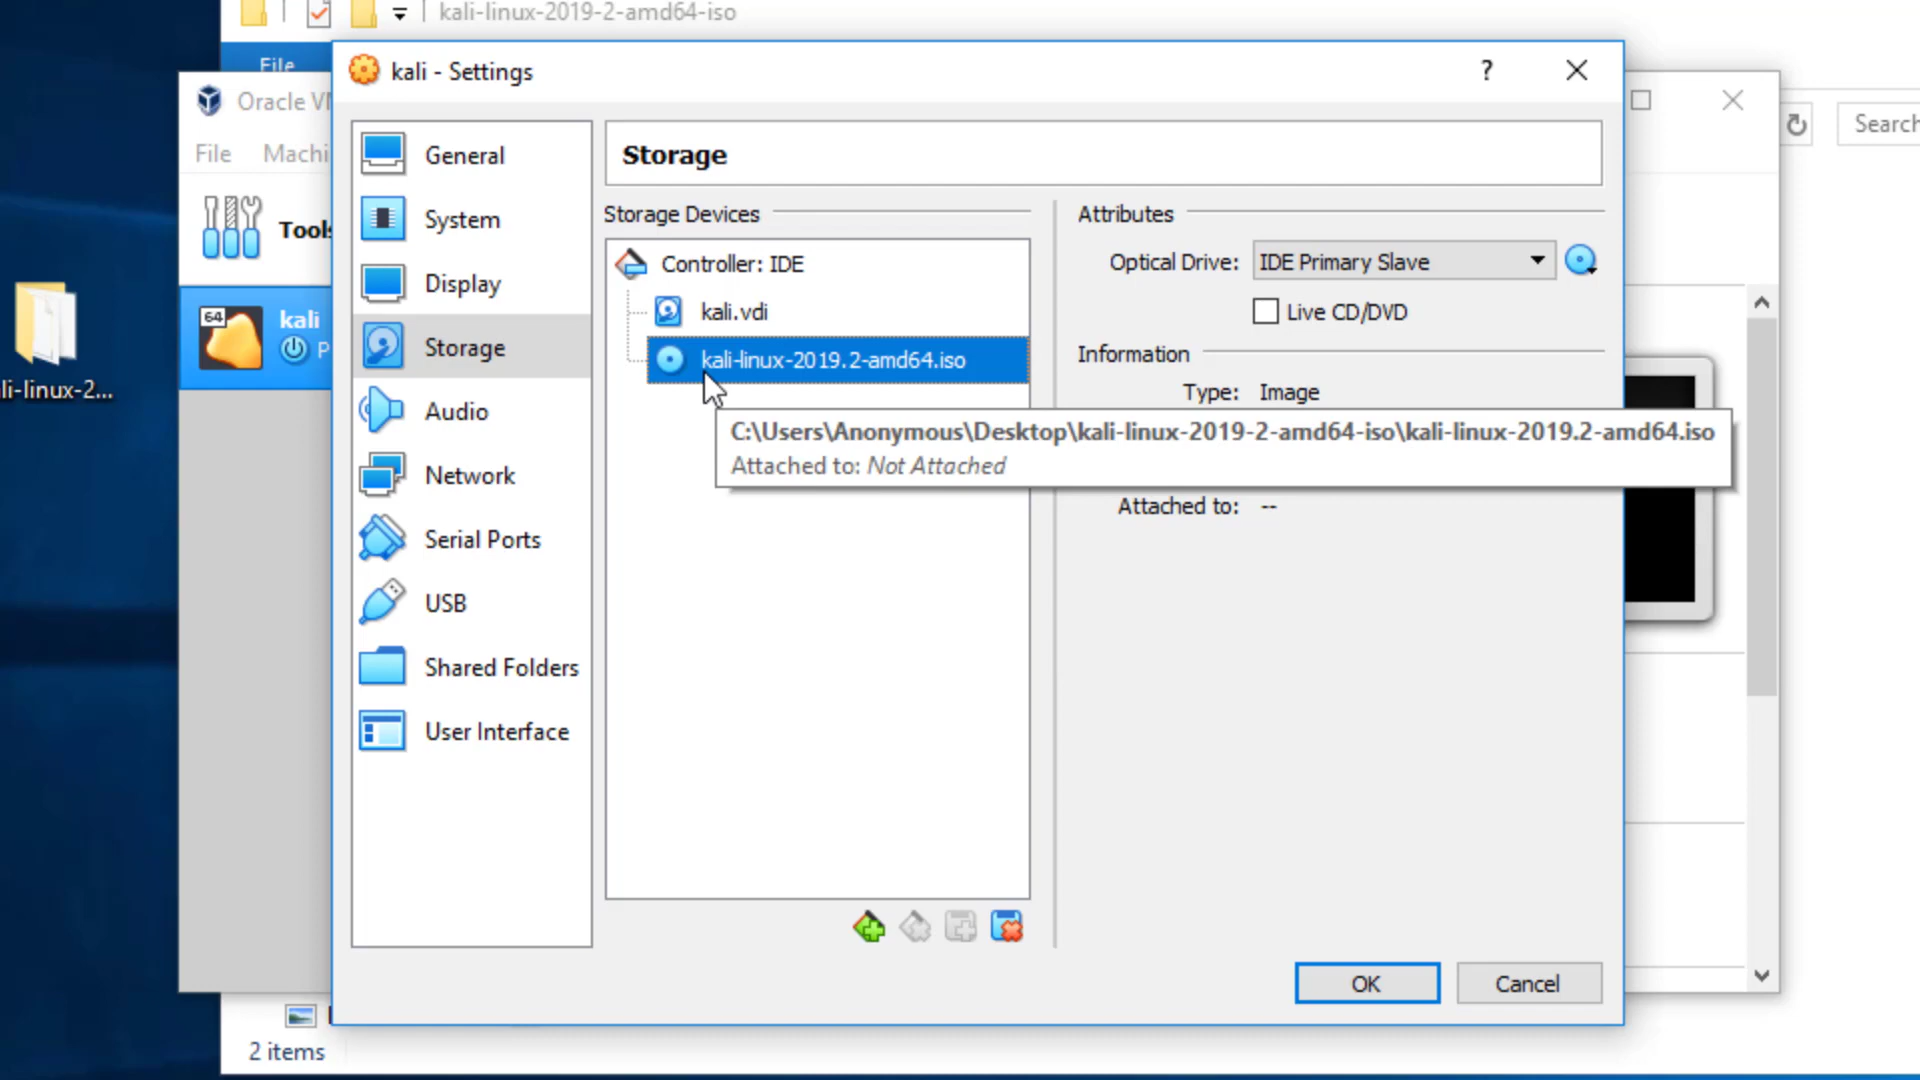 kali-linux-2019-2-amd64-iso
File
kali - Settings
?
Oracle VM
File Machi
Search
Tools
64
kali
P
li-linux-2...
General
System
Display
Storage
Audio
Network
Serial Ports
USB
Shared Folders
User Interface
Storage
Storage Devices
Controller: IDE
kali.vdi
kali-linux-2019.2-amd64.iso
Attributes
Optical Drive: IDE Primary Slave
Live CD/DVD
Information
Type: Image
C:\Users\Anonymous\Desktop\kali-linux-2019-2-amd64-iso\kali-linux-2019.2-amd64.iso
Attached to: Not Attached
Attached to: --
OK
Cancel
2 items